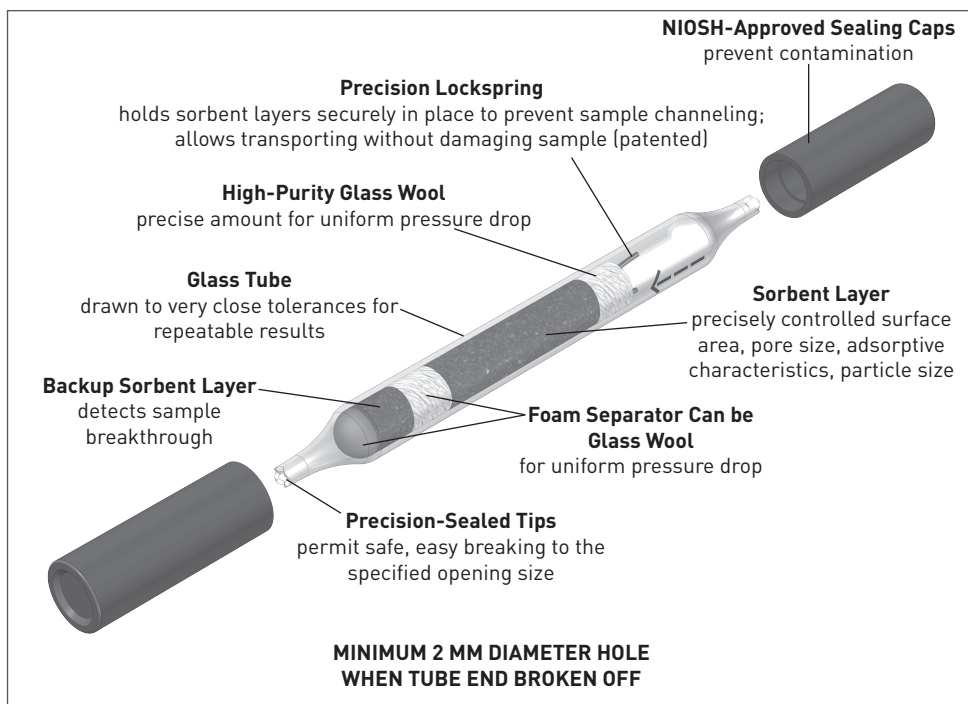 NIOSH-Approved Sealing Caps
prevent contamination
Precision Lockspring
holds sorbent layers securely in place to prevent sample channeling;
allows transporting without damaging sample (patented)
High-Purity Glass Wool
precise amount for uniform pressure drop
Glass Tube
drawn to very close tolerances for
repeatable results
Sorbent Layer
precisely controlled surface
area, pore size, adsorptive
characteristics, particle size
Backup Sorbent Layer
detects sample
breakthrough
Foam Separator Can be
Glass Wool
for uniform pressure drop
Precision-Sealed Tips
permit safe, easy breaking to the
specified opening size
MINIMUM 2 MM DIAMETER HOLE
WHEN TUBE END BROKEN OFF